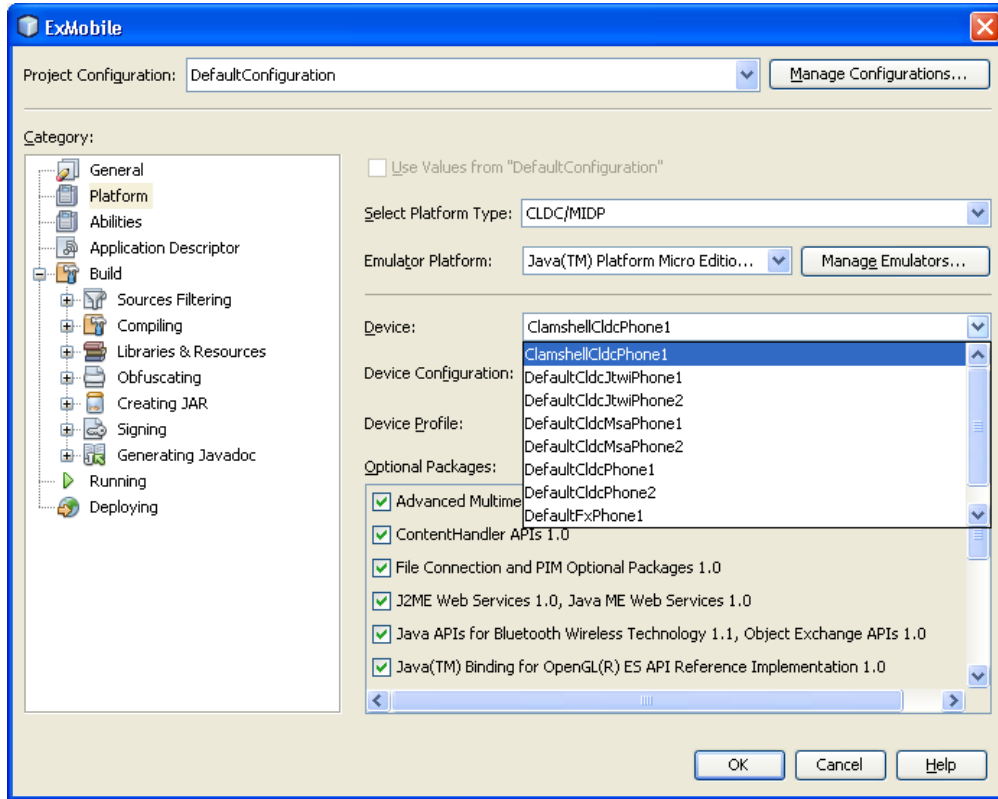 ExMobile
Project Configuration: DefaultConfiguration Manage Configurations...
Category:
General
Platform
Abilities
Application Descriptor
Build
Sources Filtering
Compiling
Libraries & Resources
Obfuscating
Creating JAR
Signing
Generating Javadoc
Running
Deploying
Use Values from "DefaultConfiguration"
Select Platform Type: CLDC/MIDP
Emulator Platform: Java(TM) Platform Micro Editio... Manage Emulators...
Device: ClamshellCldcPhone1
ClamshellCldcPhone1
DefaultCldcJtwiPhone1
DefaultCldcJtwiPhone2
DefaultCldcMsaPhone1
DefaultCldcMsaPhone2
DefaultCldcPhone1
DefaultCldcPhone2
DefaultFxPhone1
Device Configuration:
Device Profile:
Optional Packages:
Advanced Multime
ContentHandler APIs 1.0
File Connection and PIM Optional Packages 1.0
J2ME Web Services 1.0, Java ME Web Services 1.0
Java APIs for Bluetooth Wireless Technology 1.1, Object Exchange APIs 1.0
Java(TM) Binding for OpenGL(R) ES API Reference Implementation 1.0
OK Cancel Help